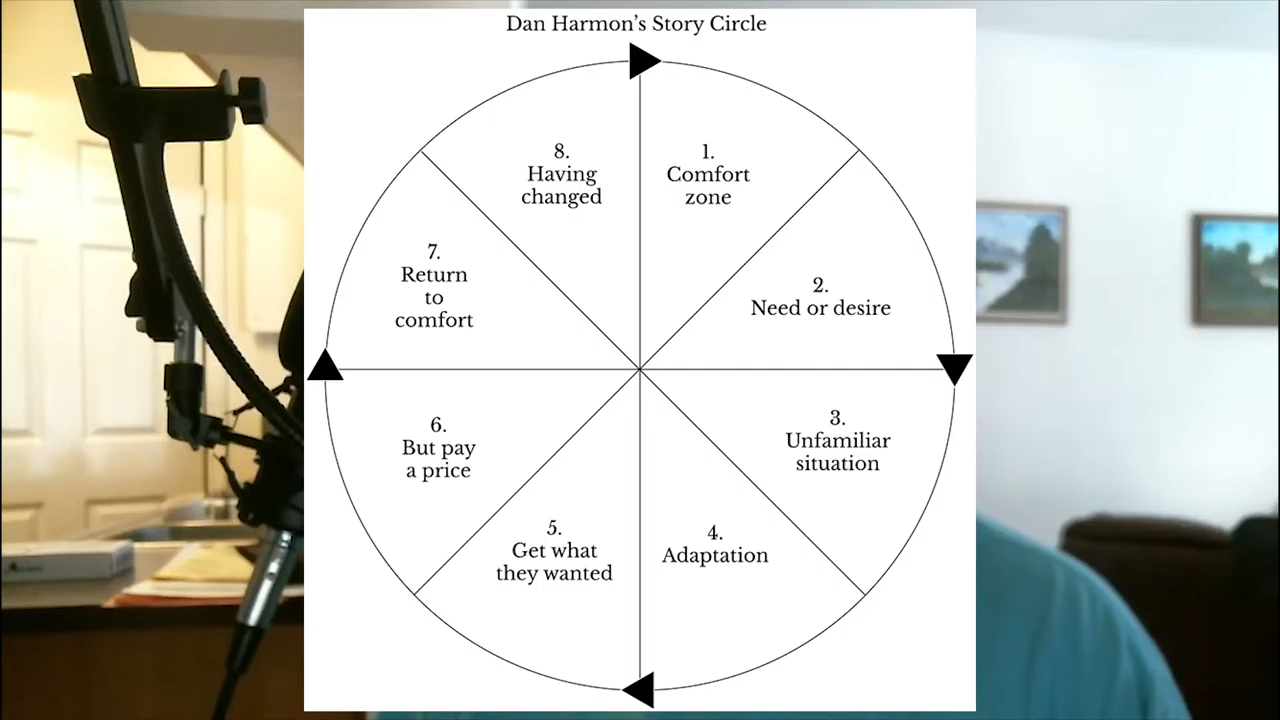 Dan Harmon's Story Circle
1.
Comfort
zone
2.
Need or desire
3.
Unfamiliar
situation
4.
Adaptation
5.
Get what
they wanted
6.
But pay
a price
7.
Return
to
comfort
8.
Having
changed